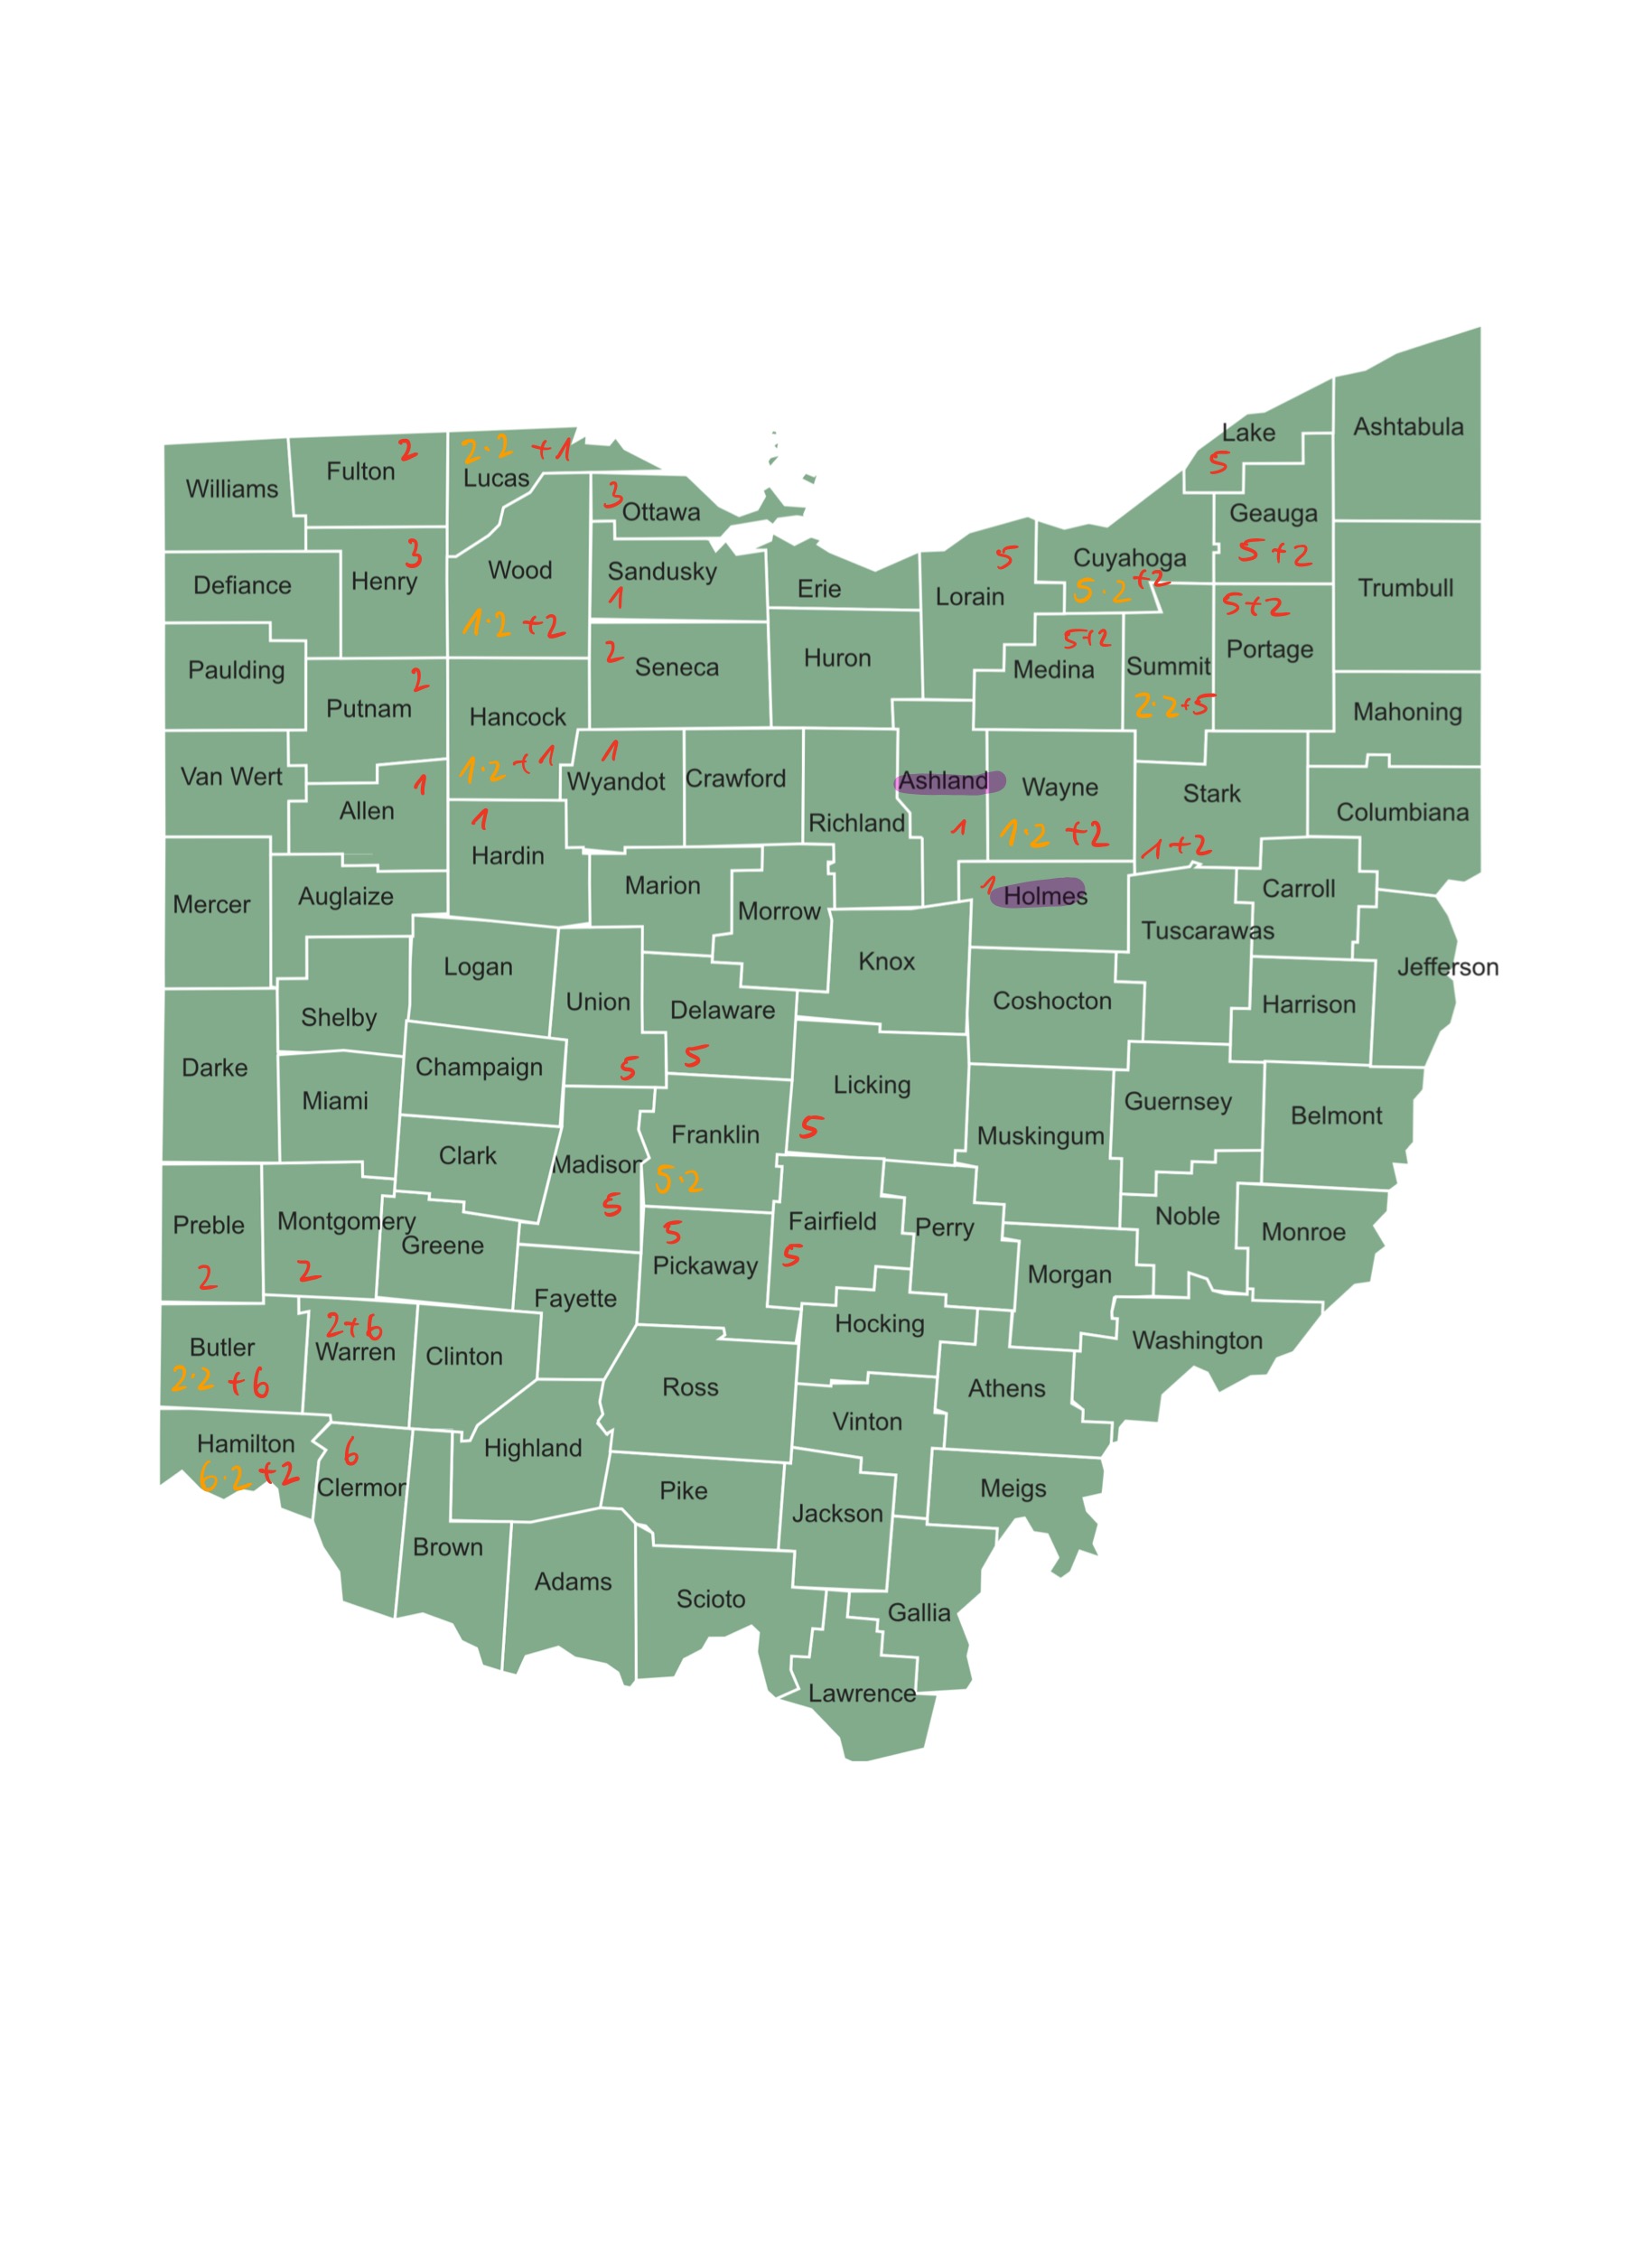 Lake
5
Ashtabula
Fulton 2
2·2 +1
Lucas
Williams
3
Ottawa
Geauga
5+2
Cuyahoga
5·2 +2
Defiance
Henry 3
Wood
1·2 +2
Sandusky
1
Erie
Lorain 5
Trumbull
Paulding
Putnam 2
Hancock
1·2 +1
2
Seneca
Huron
5+2
Medina
Summit
2·2+5
5+2
Portage
Mahoning
Van Wert
Allen 1
1
Wyandot
Crawford
Richland
Ashland
1
Wayne
1·2 +2
Stark
1+2
Columbiana
1
Hardin
Mercer
Auglaize
Marion
Morrow
1
Holmes
Carroll
Tuscarawas
Jefferson
Logan
Union
5
Delaware
5
Knox
Coshocton
Harrison
Shelby
Darke
Champaign
Miami
Licking
5
Guernsey
Belmont
Clark
Madison
5
Franklin
5·2
Muskingum
Preble
2
Montgomery
2
Greene
5
Pickaway
Fairfield
5
Perry
Noble
Monroe
Morgan
Fayette
Hocking
Washington
Butler
2·2 +6
2+6
Warren
Clinton
Ross
Athens
Vinton
Hamilton
6·2 +2
6
Clermor
Highland
Pike
Jackson
Meigs
Brown
Adams
Scioto
Gallia
Lawrence